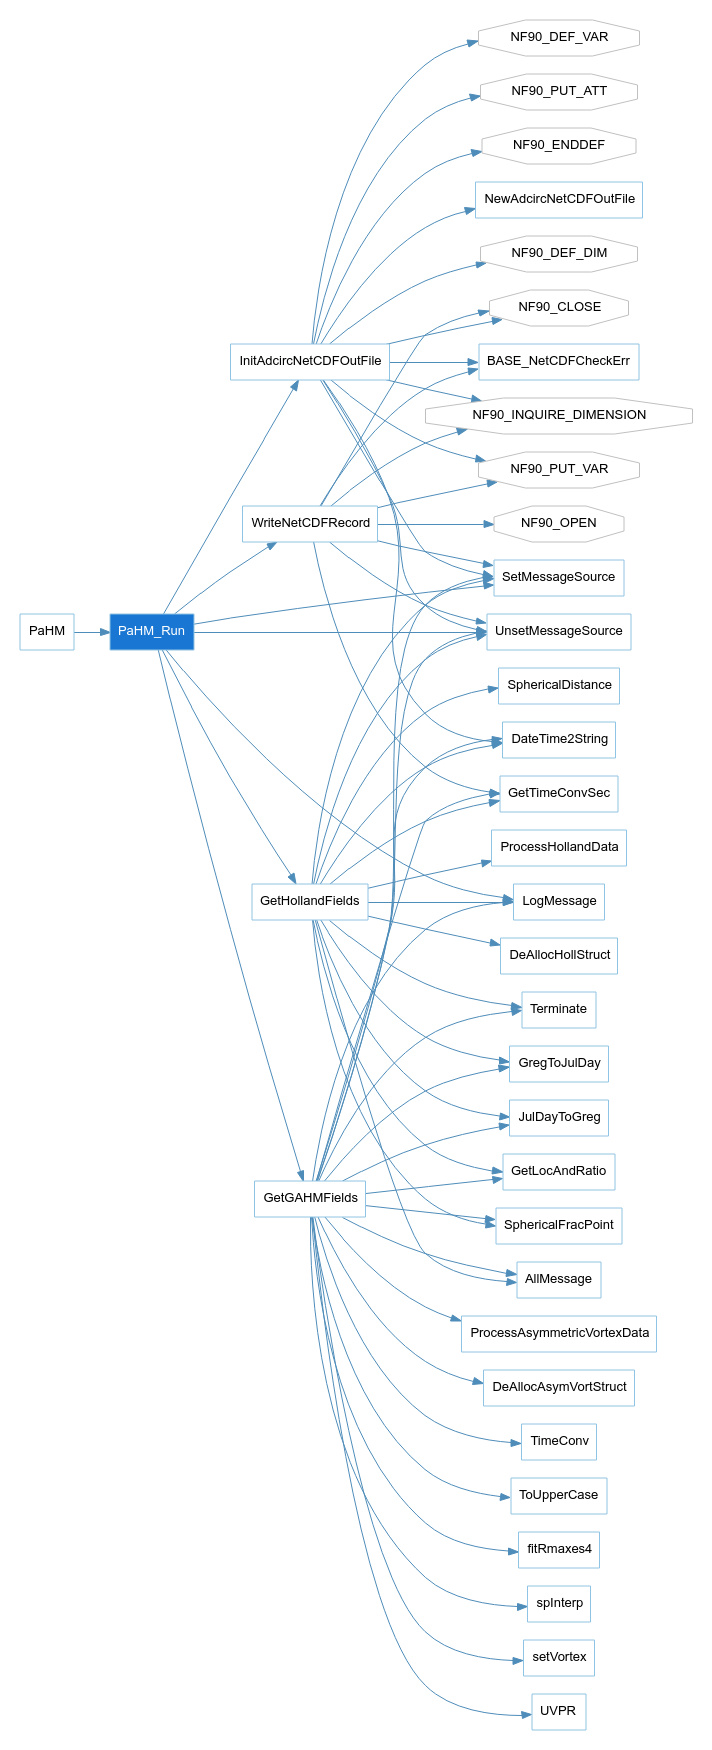 NF90_DEF_VAR
NF90_PUT_ATT
NF90_ENDDEF
NewAdcircNetCDFOutFile
NF90_DEF_DIM
NF90_CLOSE
InitAdcircNetCDFOutFile
BASE_NetCDFCheckErr
NF90_INQUIRE_DIMENSION
NF90_PUT_VAR
WriteNetCDFRecord
NF90_OPEN
SetMessageSource
PaHM
PaHM_Run
UnsetMessageSource
SphericalDistance
DateTime2String
GetTimeConvSec
ProcessHollandData
GetHollandFields
LogMessage
DeAllocHollStruct
Terminate
GregToJulDay
JulDayToGreg
GetLocAndRatio
GetGAHMFields
SphericalFracPoint
AllMessage
ProcessAsymmetricVortexData
DeAllocAsymVortStruct
TimeConv
ToUpperCase
fitRmaxes4
spInterp
setVortex
UVPR